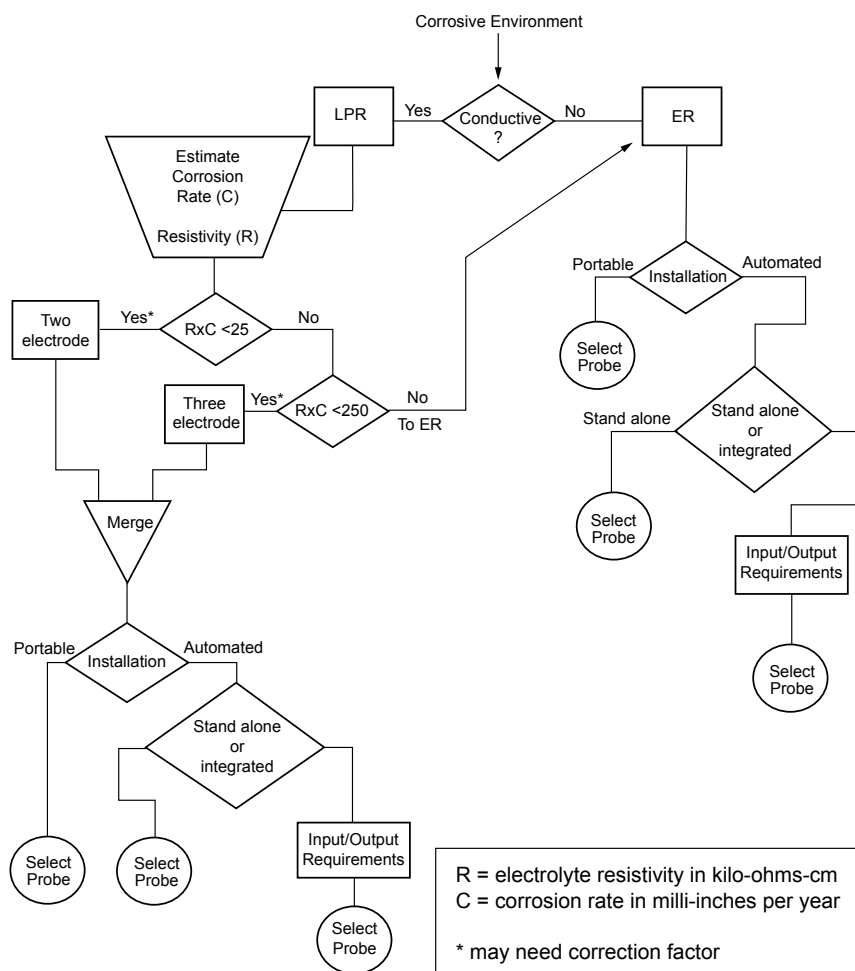 Corrosive Environment
LPR
Yes
Conductive
?
No
ER
Estimate
Corrosion
Rate (C)
Resistivity (R)
Portable
Installation
Automated
Two
electrode
Yes*
RxC <25
No
Select
Probe
Three
electrode
Yes*
RxC <250
No
To ER
Stand alone
Stand alone
or
integrated
Select
Probe
Merge
Input/Output
Requirements
Portable
Installation
Automated
Select
Probe
Stand alone
or
integrated
Select
Probe
Select
Probe
Input/Output
Requirements
Select
Probe
R = electrolyte resistivity in kilo-ohms-cm
C = corrosion rate in milli-inches per year
* may need correction factor